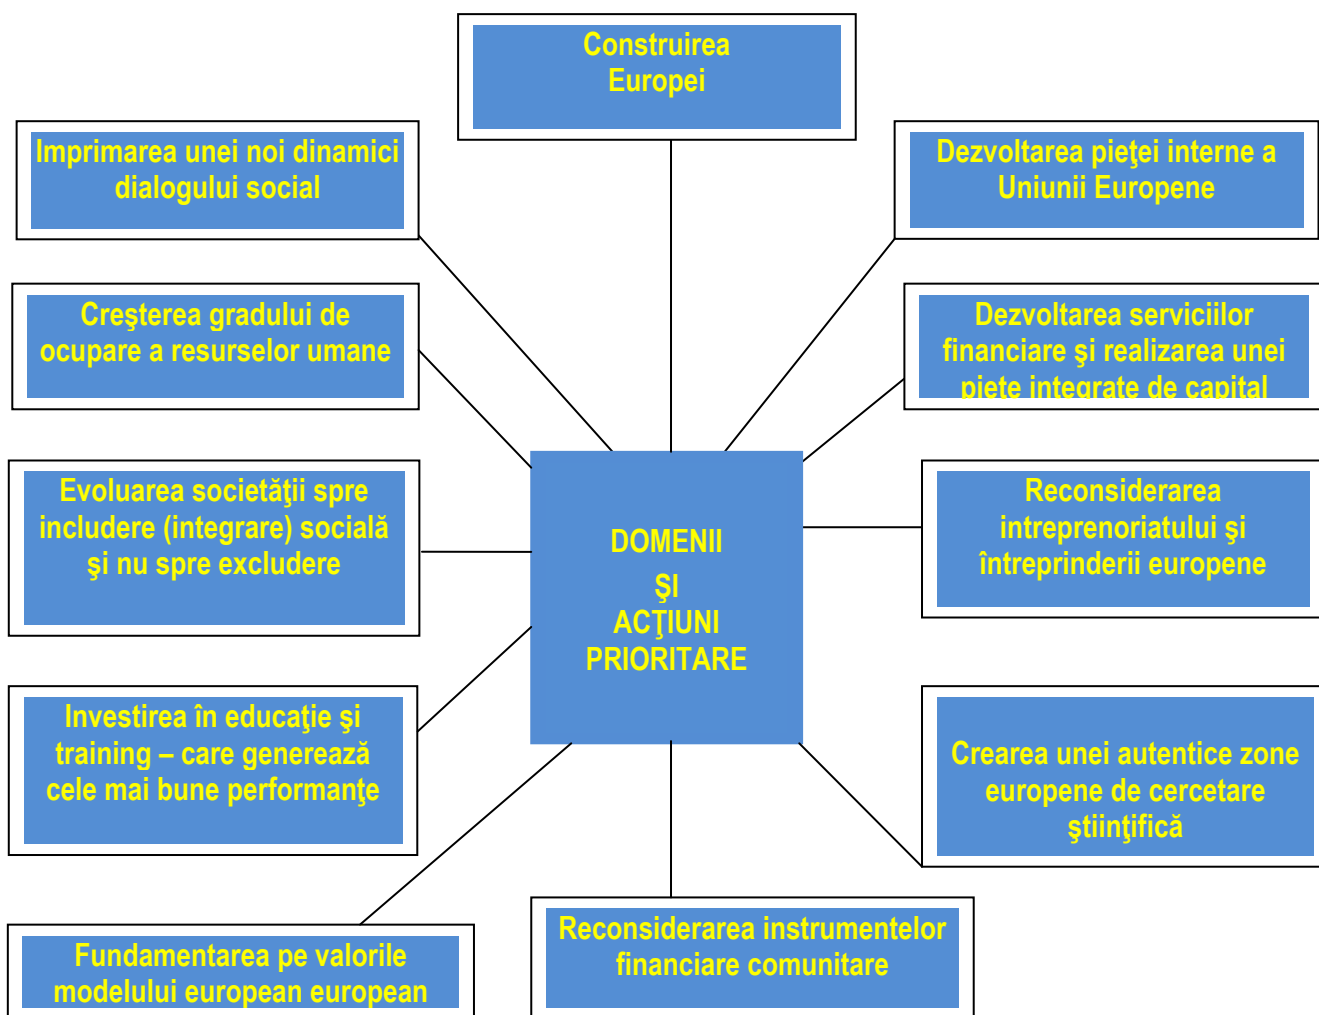 Construirea
Europei
Imprimarea unei noi dinamici
dialogului social
Dezvoltarea pieţei interne a
Uniunii Europene
Creşterea gradului de
ocupare a resurselor umane
Dezvoltarea serviciilor
financiare şi realizarea unei
pieţe integrate de capital
Evoluarea societăţii spre
includere (integrare) socială
şi nu spre excludere
DOMENII
ŞI
ACŢIUNI
PRIORITARE
Reconsiderarea
intreprenoriatului şi
întreprinderii europene
Investirea în educaţie şi
training – care generează
cele mai bune performanţe
Crearea unei autentice zone
europene de cercetare
ştiinţifică
Fundamentarea pe valorile
modelului european european
Reconsiderarea instrumentelor
financiare comunitare